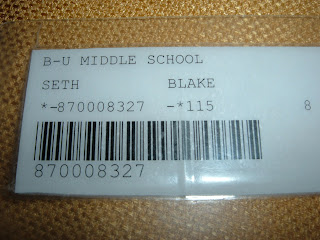 B-U MIDDLE SCHOOL
SETH BLAKE
*-870008327 -*115 8
870008327